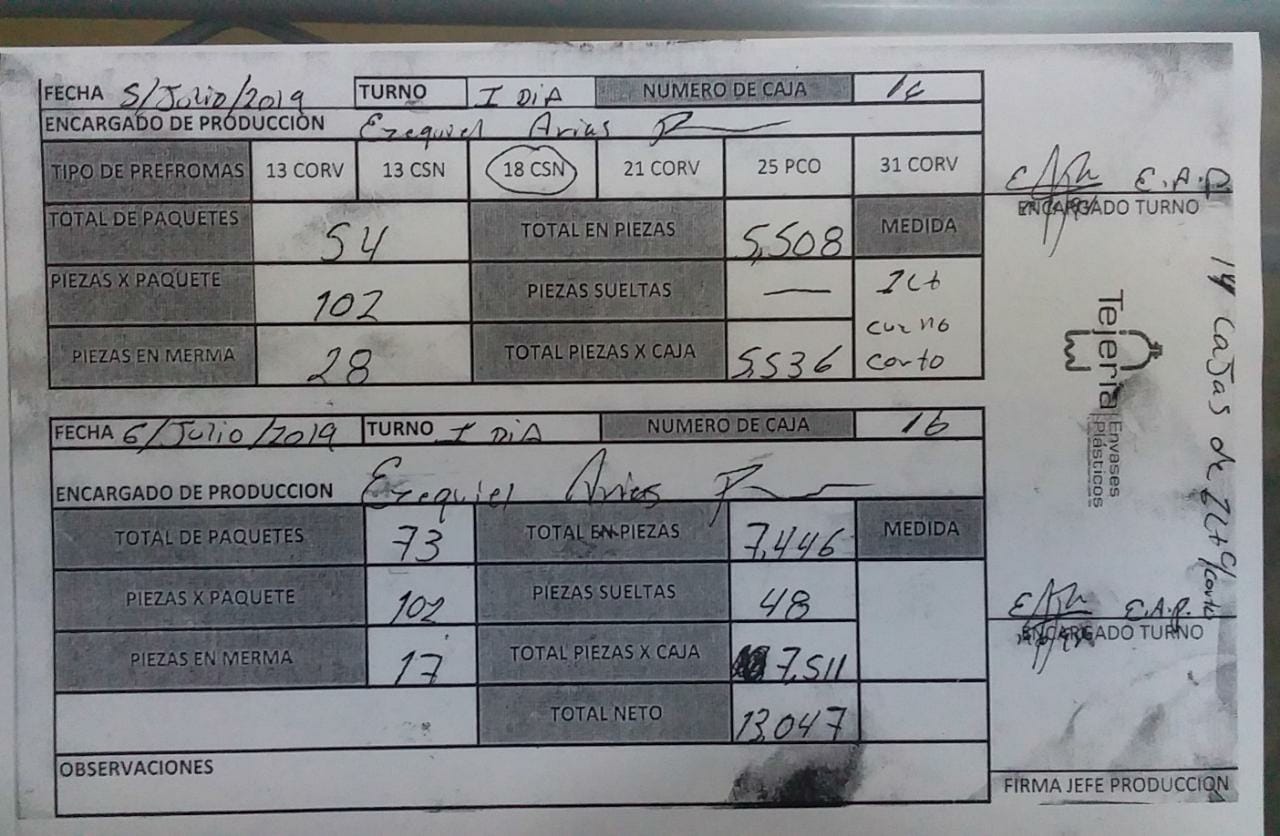 FECHA 5/Julio/2019 TURNO I DiA NUMERO DE CAJA
ENCARGADO DE PRODUCCION Ezequiel Arias
TIPO DE PREFROMAS 13 CORV 13 CSN 18 CSN 21 CORV 25 PCO 31 CORV
TOTAL DE PAQUETES 54 TOTAL EN PIEZAS 5,508 MEDIDA
PIEZAS X PAQUETE 102 PIEZAS SUELTAS — 1Lt
cuello
corto
PIEZAS EN MERMA 28 TOTAL PIEZAS X CAJA 5,536
E.A.P.
ENCARGADO TURNO
FECHA 6/Julio/2019 TURNO I DiA NUMERO DE CAJA
ENCARGADO DE PRODUCCION Ezequiel Arias
TOTAL DE PAQUETES 73 TOTAL EN PIEZAS 7,446 MEDIDA
PIEZAS X PAQUETE 102 PIEZAS SUELTAS 48
PIEZAS EN MERMA 17 TOTAL PIEZAS X CAJA 7,511
TOTAL NETO 13,047
OBSERVACIONES
E.A.P.
ENCARGADO TURNO
FIRMA JEFE PRODUCCION
Tejeria
Envases
Plásticos
14 Cajas de 1Lt c/corto